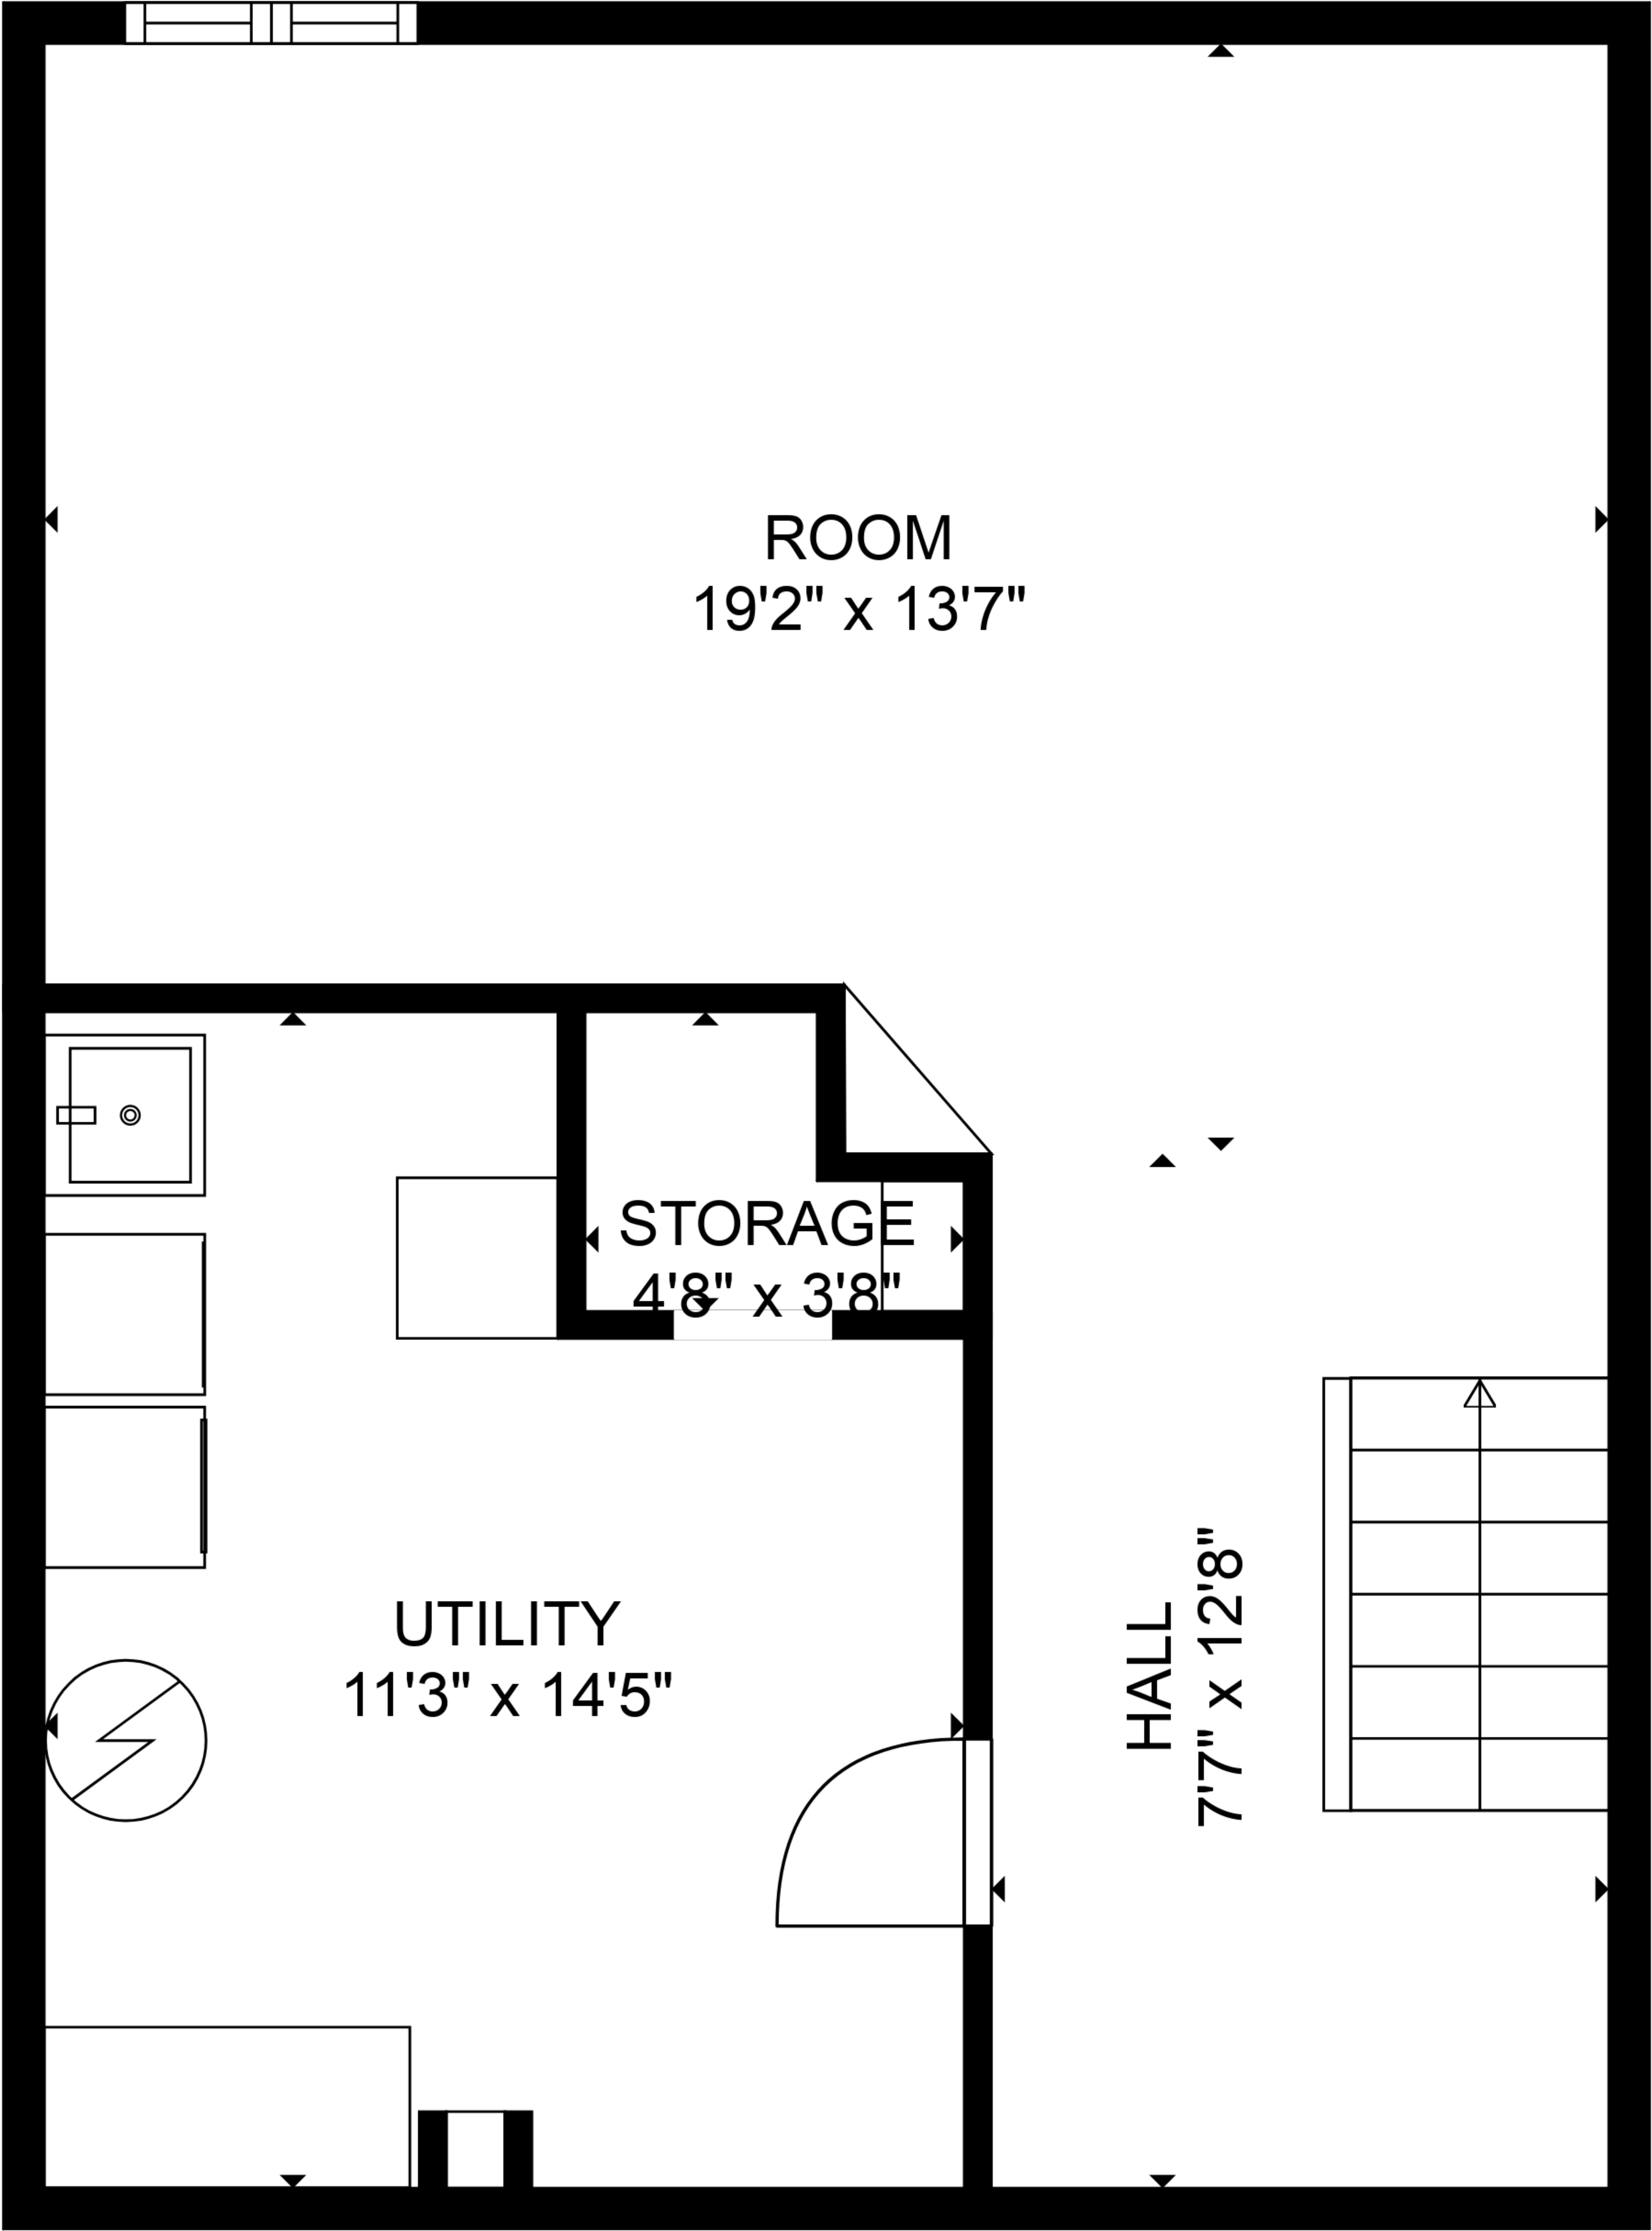 ROOM
19'2" x 13'7"
STORAGE
4'8" x 3'8"
UTILITY
11'3" x 14'5"
HALL
7'7" x 12'8"